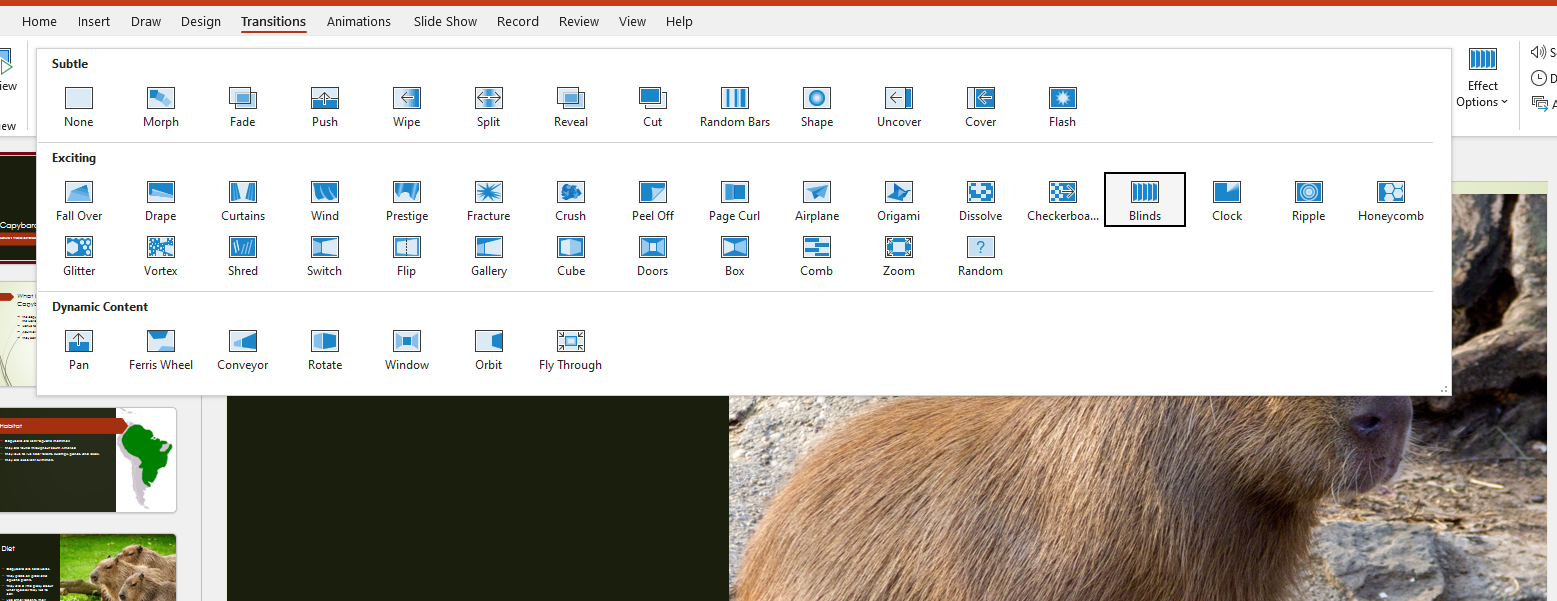 Home Insert Draw Design Transitions Animations Slide Show Record Review View Help
Subtle
None Morph Fade Push Wipe Split Reveal Cut Random Bars Shape Uncover Cover Flash
Exciting
Fall Over Drape Curtains Wind Prestige Fracture Crush Peel Off Page Curl Airplane Origami Dissolve Checkerboa... Blinds Clock Ripple Honeycomb
Glitter Vortex Shred Switch Flip Gallery Cube Doors Box Comb Zoom Random
Dynamic Content
Pan Ferris Wheel Conveyor Rotate Window Orbit Fly Through
Effect
Options
Habitat
Diet